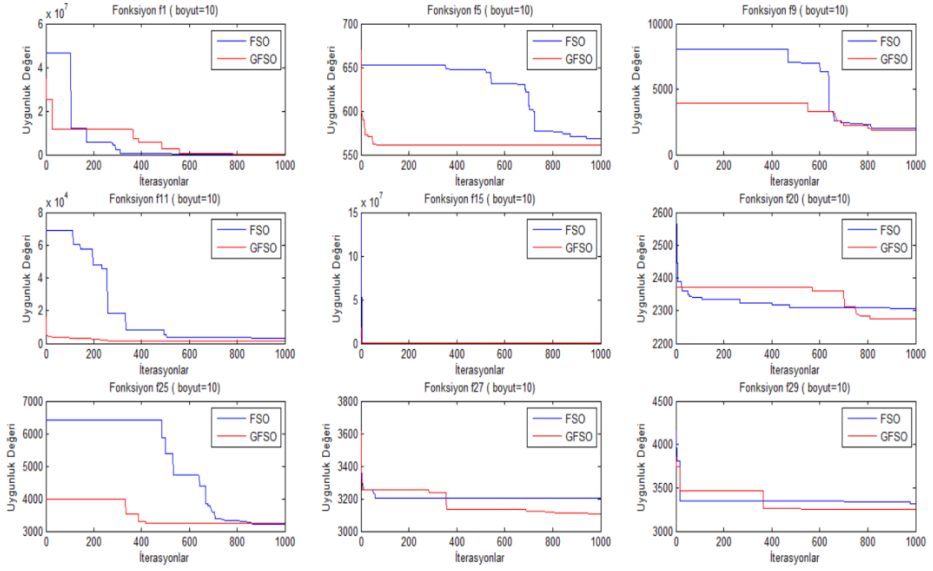 Fonksiyon f1 ( boyut=10)
x 10^7
6
4
2
0
0 200 400 600 800 1000
Uygunluk Değeri
İterasyonlar
FSO
GFSO
Fonksiyon f5 ( boyut=10)
700
650
600
550
0 200 400 600 800 1000
Uygunluk Değeri
İterasyonlar
FSO
GFSO
Fonksiyon f9 ( boyut=10)
10000
5000
0
0 200 400 600 800 1000
Uygunluk Değeri
İterasyonlar
FSO
GFSO
Fonksiyon f11 ( boyut=10)
x 10^4
8
6
4
2
0
0 200 400 600 800 1000
Uygunluk Değeri
İterasyonlar
FSO
GFSO
Fonksiyon f15 ( boyut=10)
x 10^7
15
10
5
0
0 200 400 600 800 1000
Uygunluk Değeri
İterasyonlar
FSO
GFSO
Fonksiyon f20 ( boyut=10)
2600
2500
2400
2300
2200
0 200 400 600 800 1000
Uygunluk Değeri
İterasyonlar
FSO
GFSO
Fonksiyon f25 ( boyut=10)
7000
6000
5000
4000
3000
0 200 400 600 800 1000
Uygunluk Değeri
İterasyonlar
FSO
GFSO
Fonksiyon f27 ( boyut=10)
3800
3600
3400
3200
3000
0 200 400 600 800 1000
Uygunluk Değeri
İterasyonlar
FSO
GFSO
Fonksiyon f29 ( boyut=10)
4500
4000
3500
3000
0 200 400 600 800 1000
Uygunluk Değeri
İterasyonlar
FSO
GFSO